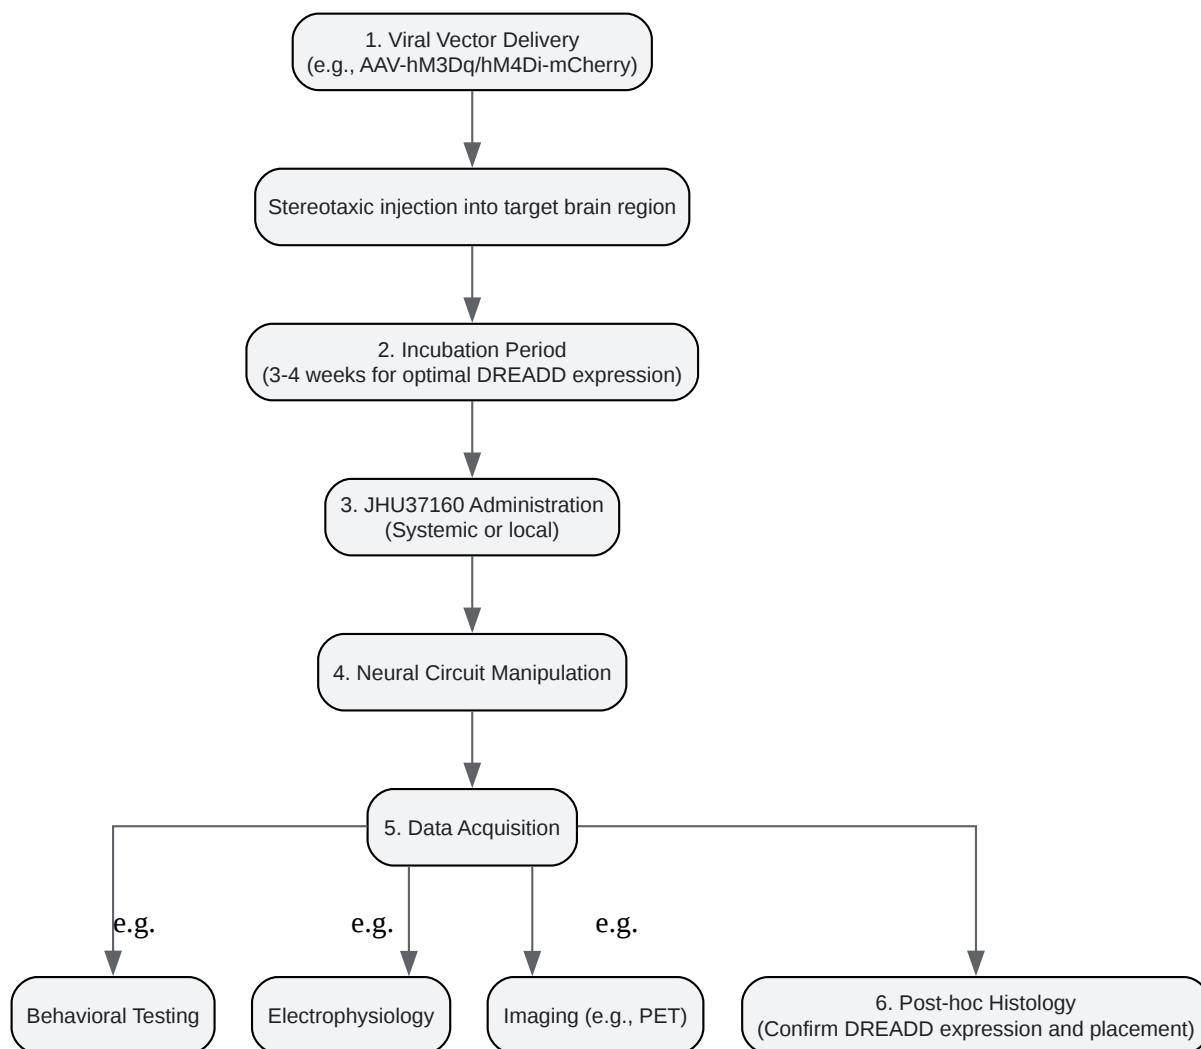 1. Viral Vector Delivery
(e.g., AAV-hM3Dq/hM4Di-mCherry)
Stereotaxic injection into target brain region
2. Incubation Period
(3-4 weeks for optimal DREADD expression)
3. JHU37160 Administration
(Systemic or local)
4. Neural Circuit Manipulation
5. Data Acquisition
e.g.
e.g.
e.g.
Behavioral Testing
Electrophysiology
Imaging (e.g., PET)
6. Post-hoc Histology
(Confirm DREADD expression and placement)